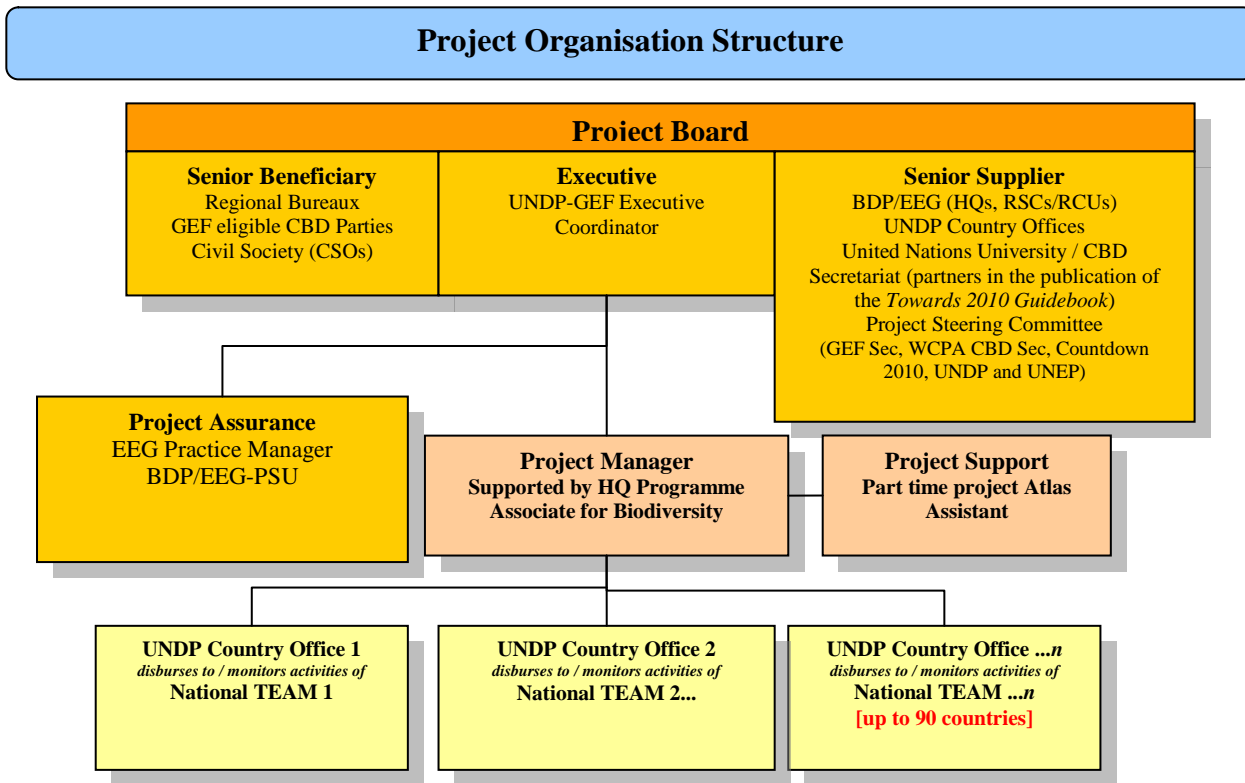 Project Organisation Structure
Project Board
Senior Beneficiary
Regional Bureaux
GEF eligible CBD Parties
Civil Society (CSOs)
Executive
UNDP-GEF Executive
Coordinator
Senior Supplier
BDP/EEG (HQs, RSCs/RCUs)
UNDP Country Offices
United Nations University / CBD
Secretariat (partners in the publication of
the Towards 2010 Guidebook)
Project Steering Committee
(GEF Sec, WCPA CBD Sec, Countdown
2010, UNDP and UNEP)
Project Assurance
EEG Practice Manager
BDP/EEG-PSU
Project Manager
Supported by HQ Programme
Associate for Biodiversity
Project Support
Part time project Atlas
Assistant
UNDP Country Office 1
disburses to / monitors activities of
National TEAM 1
UNDP Country Office 2
disburses to / monitors activities of
National TEAM 2...
UNDP Country Office ...n
disburses to / monitors activities of
National TEAM ...n
[up to 90 countries]